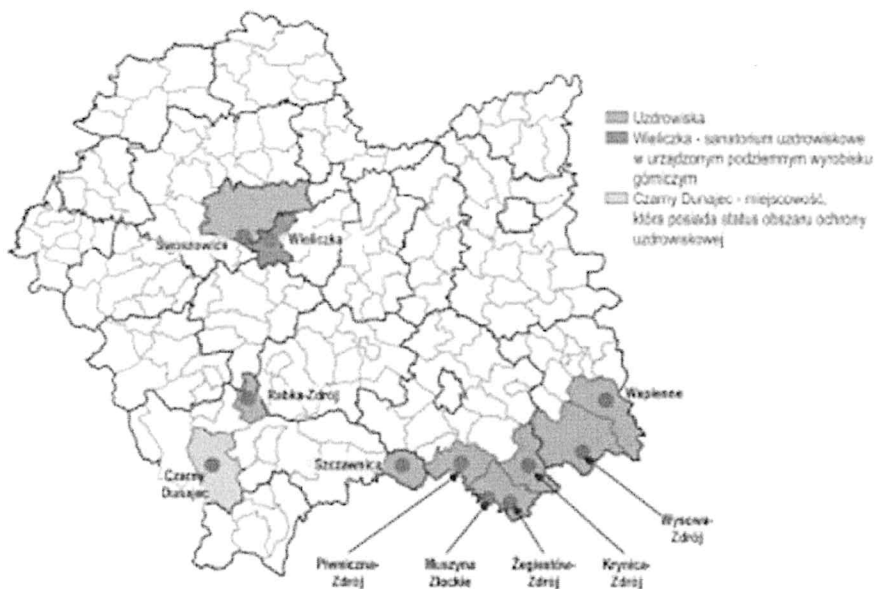 Uzdrowiska
Wieliczka - sanatorium uzdrowiskowe
w urządzonym podziemnym wyrobisku
górniczym
Czarny Dunajec - miejscowość,
która posiada status obszaru ochrony
uzdrowiskowej
Swoszowice
Wieliczka
Rabka-Zdrój
Wapienne
Szczawnica
Czarny
Dunajec
Wysowa-
Zdrój
Piwniczna-
Zdrój
Muszyna
Złockie
Żegiestów-
Zdrój
Krynica-
Zdrój